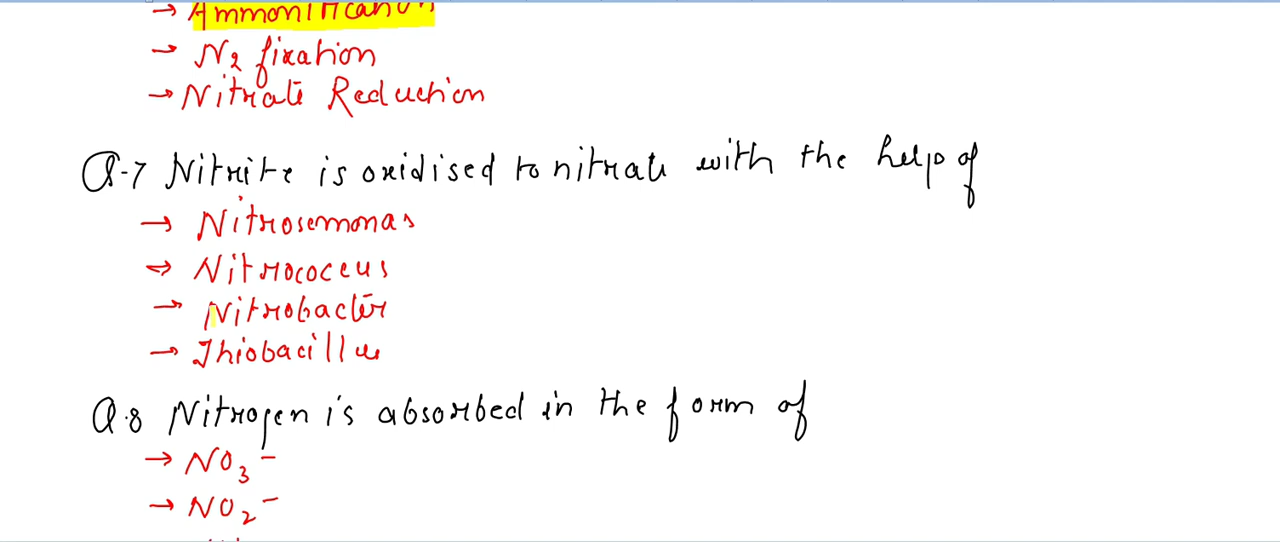 → Ammonification
→ N2 fixation
→ Nitrate Reduction
Q.7 Nitrite is oxidised to nitrate with the help of
→ Nitrosemonas
→ Nitrococcus
→ Nitrobacter
→ Thiobacillus
Q.8 Nitrogen is absorbed in the form of
→ NO3⁻
→ NO2⁻